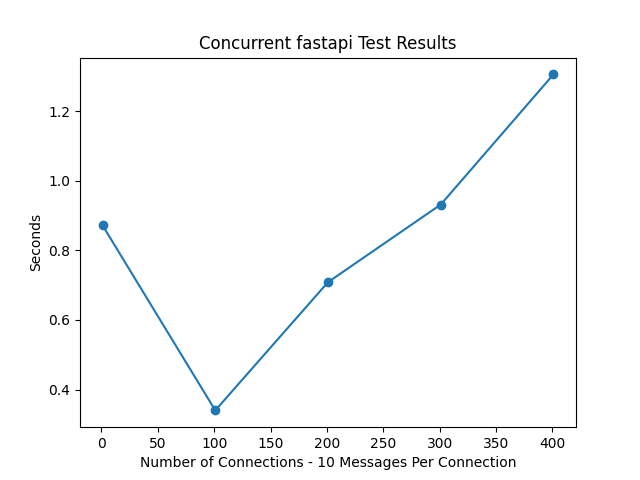 Concurrent fastapi Test Results
1.2
1.0
0.8
0.6
0.4
Seconds
0 50 100 150 200 250 300 350 400
Number of Connections - 10 Messages Per Connection